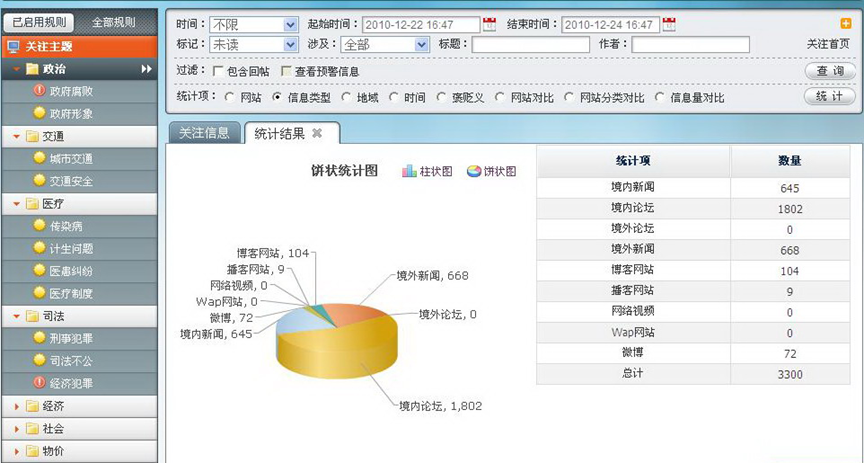 已启用规则 全部规则
关注主题
政治
政府腐败
政府形象
交通
城市交通
交通安全
医疗
传染病
计生问题
医患纠纷
医疗制度
司法
刑事犯罪
司法不公
经济犯罪
经济
社会
物价
时间： 不限 起始时间： 2010-12-22 16:47 结束时间： 2010-12-24 16:47
标记： 未读 涉及： 全部 标题： 作者： 关注首页
过滤： 包含回帖 查看预警信息 查 询
统计项： 网站 信息类型 地域 时间 褒贬义 网站对比 网站分类对比 信息量对比 统 计
关注信息 统计结果
饼状统计图 柱状图 饼状图
博客网站, 104
播客网站, 9
网络视频, 0
Wap网站, 0
微博, 72
境内新闻, 645
境外新闻, 668
境外论坛, 0
境内论坛, 1,802
统计项 数量
境内新闻 645
境内论坛 1802
境外论坛 0
境外新闻 668
博客网站 104
播客网站 9
网络视频 0
Wap网站 0
微博 72
总计 3300